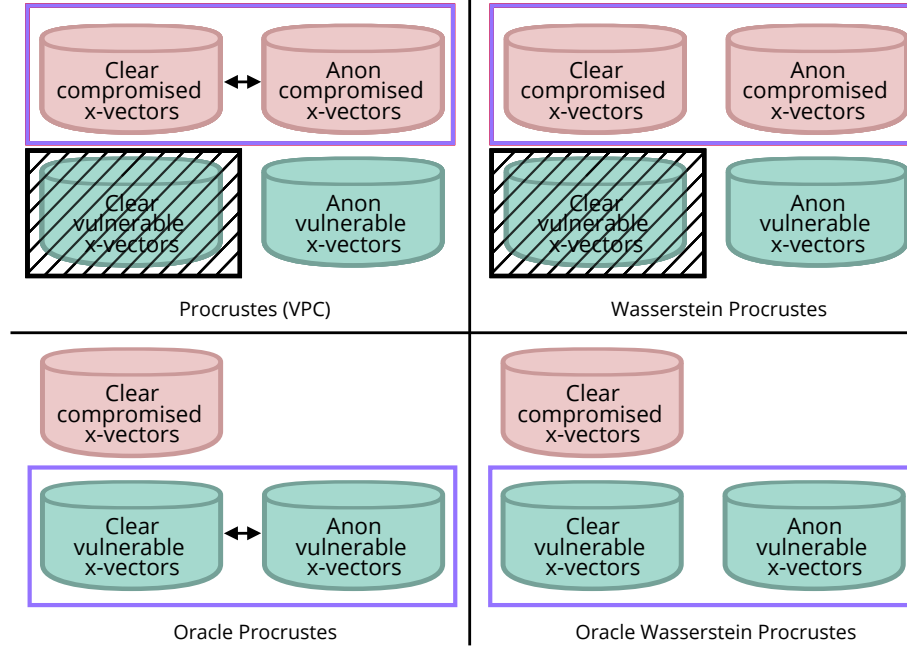 Clear
compromised
x-vectors
Anon
compromised
x-vectors
Clear
vulnerable
x-vectors
Anon
vulnerable
x-vectors
Procrustes (VPC)
Clear
compromised
x-vectors
Anon
compromised
x-vectors
Clear
vulnerable
x-vectors
Anon
vulnerable
x-vectors
Wasserstein Procrustes
Clear
compromised
x-vectors
Clear
vulnerable
x-vectors
Anon
vulnerable
x-vectors
Oracle Procrustes
Clear
compromised
x-vectors
Clear
vulnerable
x-vectors
Anon
vulnerable
x-vectors
Oracle Wasserstein Procrustes